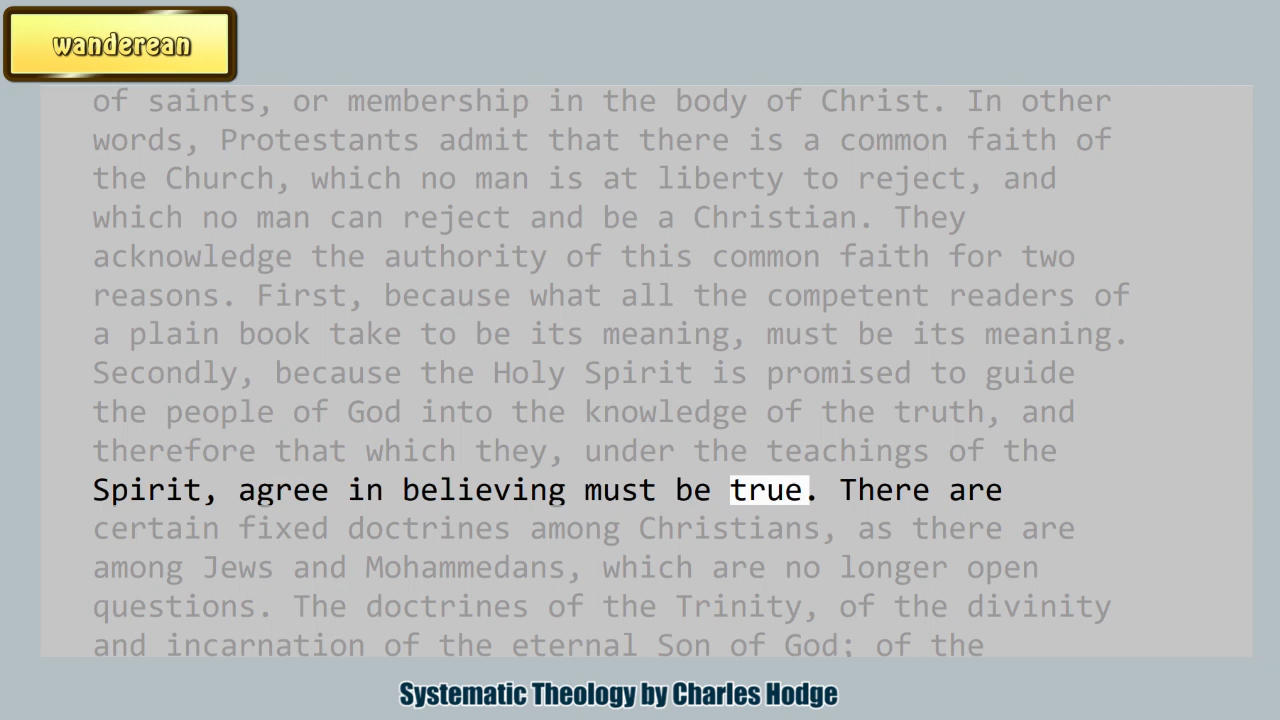 wanderean
of saints, or membership in the body of Christ. In other
words, Protestants admit that there is a common faith of
the Church, which no man is at liberty to reject, and
which no man can reject and be a Christian. They
acknowledge the authority of this common faith for two
reasons. First, because what all the competent readers of
a plain book take to be its meaning, must be its meaning.
Secondly, because the Holy Spirit is promised to guide
the people of God into the knowledge of the truth, and
therefore that which they, under the teachings of the
Spirit, agree in believing must be true. There are
certain fixed doctrines among Christians, as there are
among Jews and Mohammedans, which are no longer open
questions. The doctrines of the Trinity, of the divinity
and incarnation of the eternal Son of God; of the
Systematic Theology by Charles Hodge